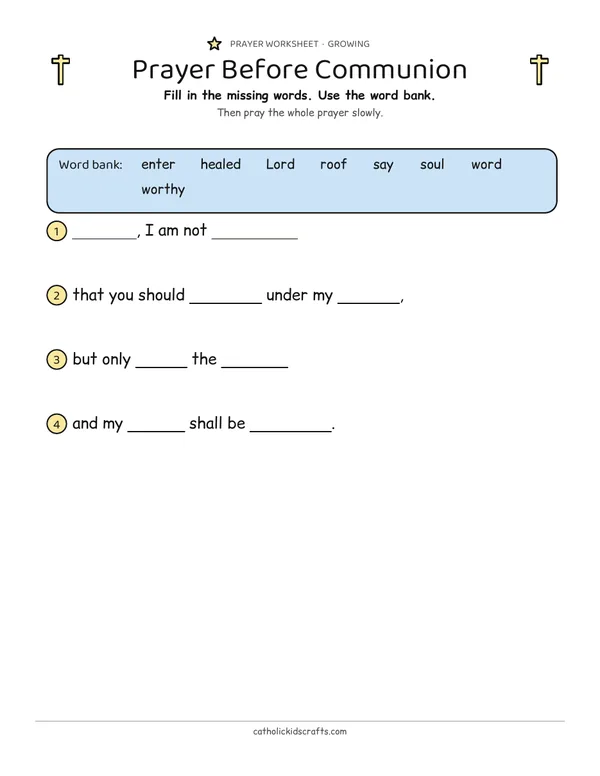 PRAYER WORKSHEET · GROWING
Prayer Before Communion
Fill in the missing words. Use the word bank.
Then pray the whole prayer slowly.
Word bank: enter healed Lord roof say soul word
worthy
1 _______, I am not _________
2 that you should ________ under my _______,
3 but only ______ the _______
4 and my ______ shall be _________.
catholickidscrafts.com